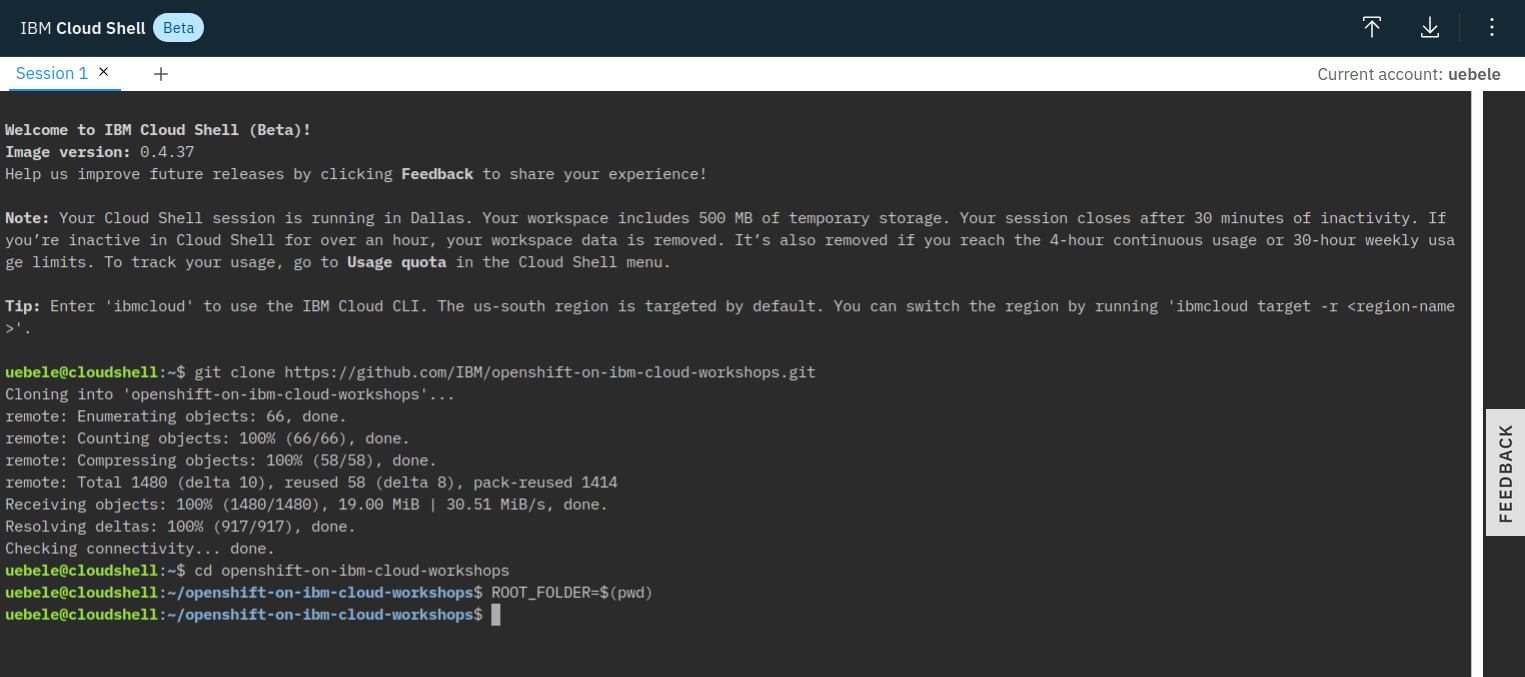 IBM Cloud Shell Beta
Session 1 × +
Current account: uebele
Welcome to IBM Cloud Shell (Beta)!
Image version: 0.4.37
Help us improve future releases by clicking Feedback to share your experience!
Note: Your Cloud Shell session is running in Dallas. Your workspace includes 500 MB of temporary storage. Your session closes after 30 minutes of inactivity. If
you’re inactive in Cloud Shell for over an hour, your workspace data is removed. It’s also removed if you reach the 4-hour continuous usage or 30-hour weekly usa
ge limits. To track your usage, go to Usage quota in the Cloud Shell menu.
Tip: Enter 'ibmcloud' to use the IBM Cloud CLI. The us-south region is targeted by default. You can switch the region by running 'ibmcloud target -r <region-name
>'.
uebele@cloudshell:~$ git clone https://github.com/IBM/openshift-on-ibm-cloud-workshops.git
Cloning into 'openshift-on-ibm-cloud-workshops'...
remote: Enumerating objects: 66, done.
remote: Counting objects: 100% (66/66), done.
remote: Compressing objects: 100% (58/58), done.
remote: Total 1480 (delta 10), reused 58 (delta 8), pack-reused 1414
Receiving objects: 100% (1480/1480), 19.00 MiB | 30.51 MiB/s, done.
Resolving deltas: 100% (917/917), done.
Checking connectivity... done.
uebele@cloudshell:~$ cd openshift-on-ibm-cloud-workshops
uebele@cloudshell:~/openshift-on-ibm-cloud-workshops$ ROOT_FOLDER=$(pwd)
uebele@cloudshell:~/openshift-on-ibm-cloud-workshops$
FEEDBACK